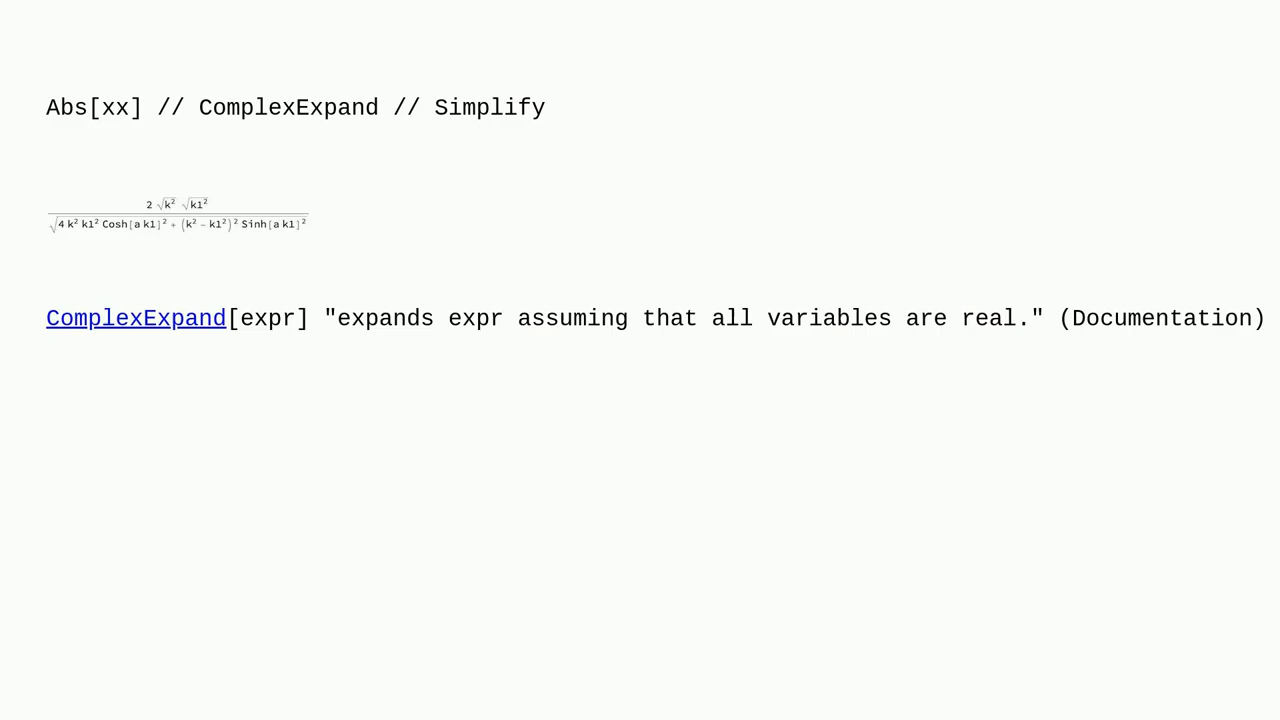 Abs[xx] // ComplexExpand // Simplify
2 √k² √k1²
√4 k² k1² Cosh[a k1]² + (k² − k1²)² Sinh[a k1]²
ComplexExpand[expr] "expands expr assuming that all variables are real." (Documentation)